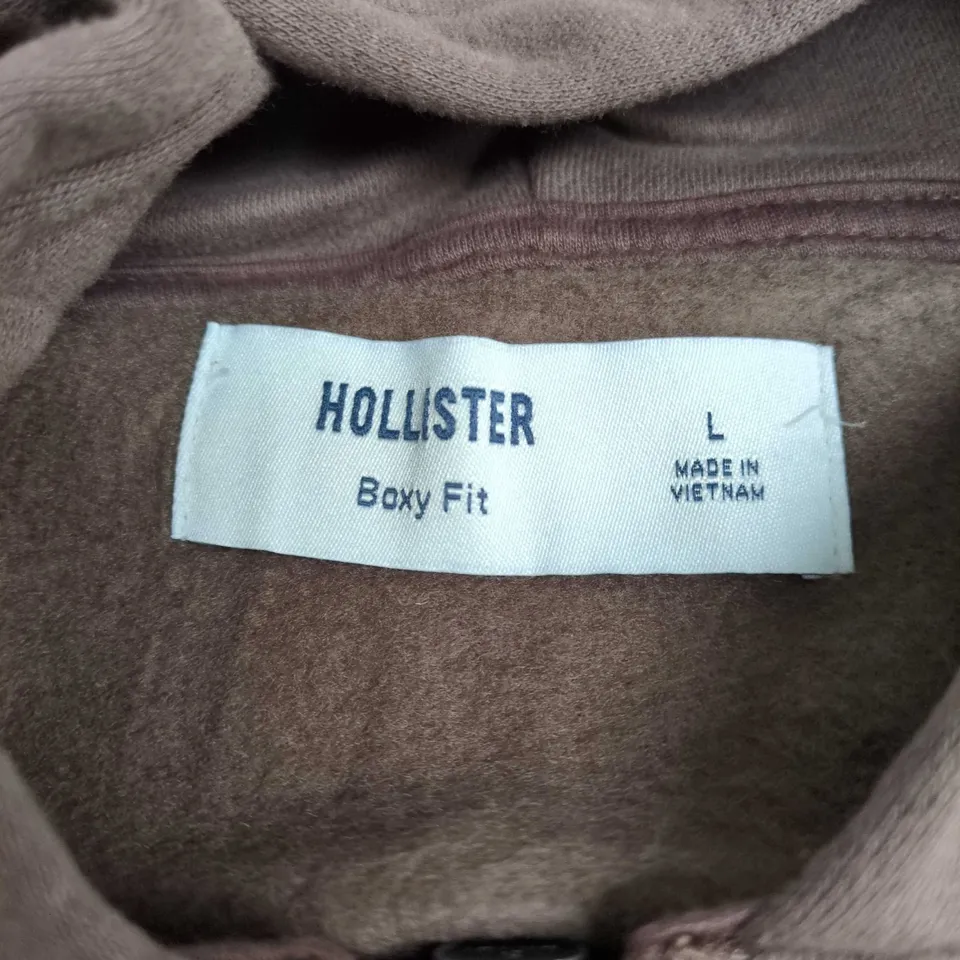 HOLLISTER
Boxy Fit
L
MADE IN
VIETNAM